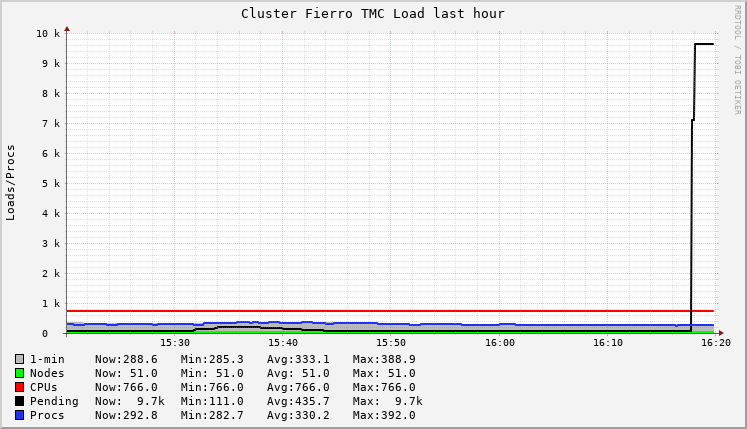 Cluster Fierro TMC Load last hour
RRDTOOL / TOBI OETIKER
Loads/Procs
10 k
9 k
8 k
7 k
6 k
5 k
4 k
3 k
2 k
1 k
0
15:30 15:40 15:50 16:00 16:10 16:20
1-min Now:288.6 Min:285.3 Avg:333.1 Max:388.9
Nodes Now: 51.0 Min: 51.0 Avg: 51.0 Max: 51.0
CPUs Now:766.0 Min:766.0 Avg:766.0 Max:766.0
Pending Now: 9.7k Min:111.0 Avg:435.7 Max: 9.7k
Procs Now:292.8 Min:282.7 Avg:330.2 Max:392.0